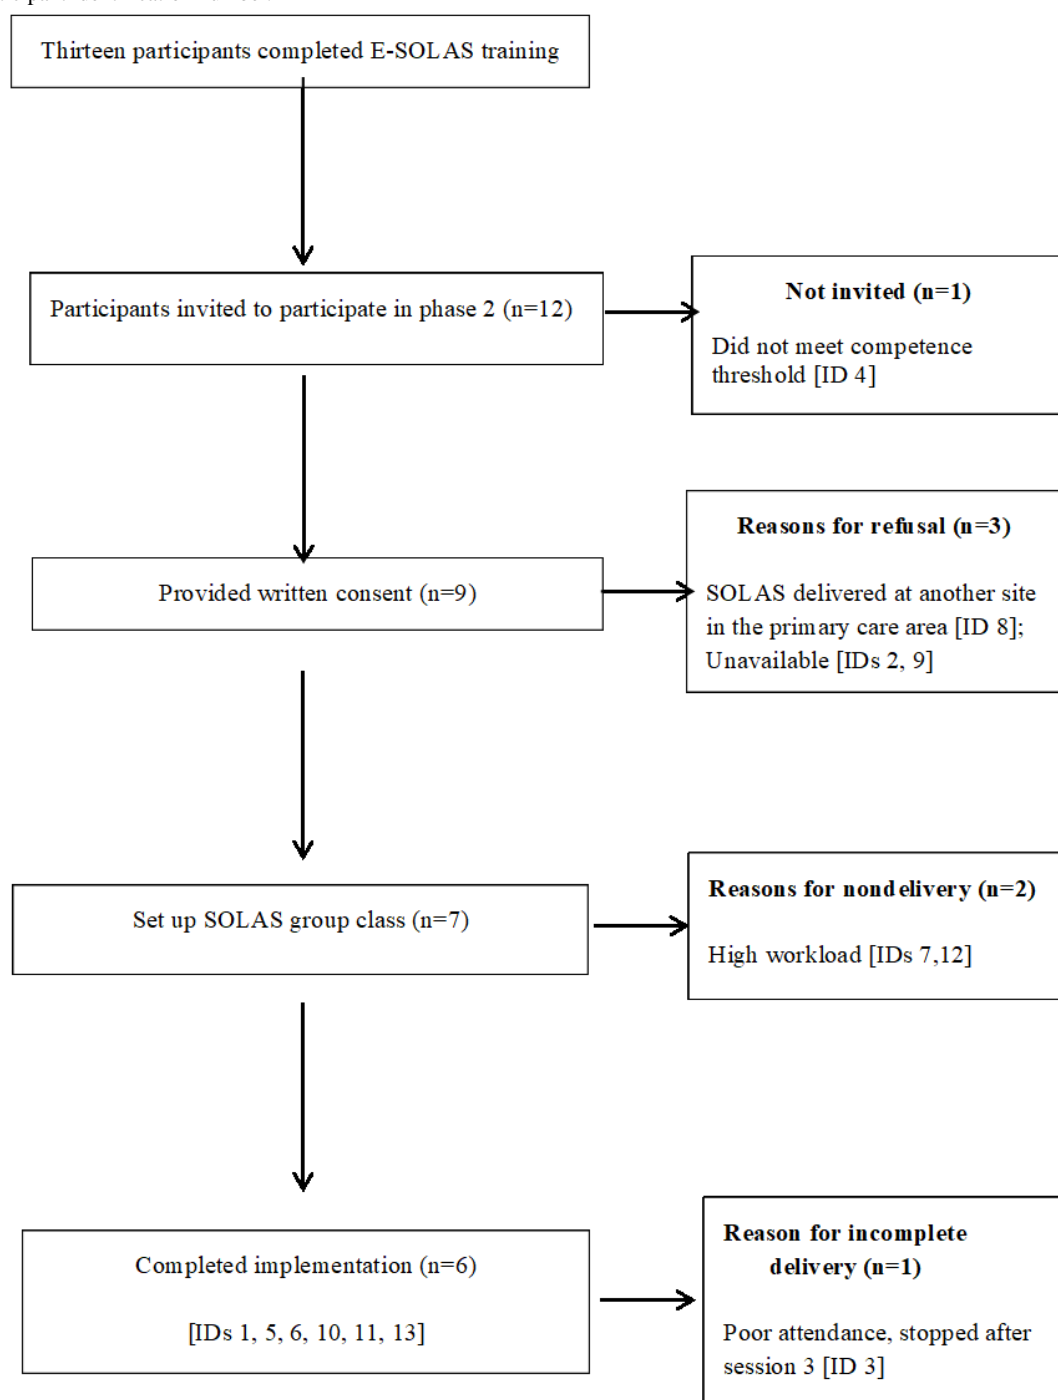 Thirteen participants completed E-SOLAS training
Participants invited to participate in phase 2 (n=12)
Not invited (n=1)
Did not meet competence
threshold [ID 4]
Provided written consent (n=9)
Reasons for refusal (n=3)
SOLAS delivered at another site
in the primary care area [ID 8];
Unavailable [IDs 2, 9]
Set up SOLAS group class (n=7)
Reasons for nondelivery (n=2)
High workload [IDs 7,12]
Completed implementation (n=6)
[IDs 1, 5, 6, 10, 11, 13]
Reason for incomplete
delivery (n=1)
Poor attendance, stopped after
session 3 [ID 3]